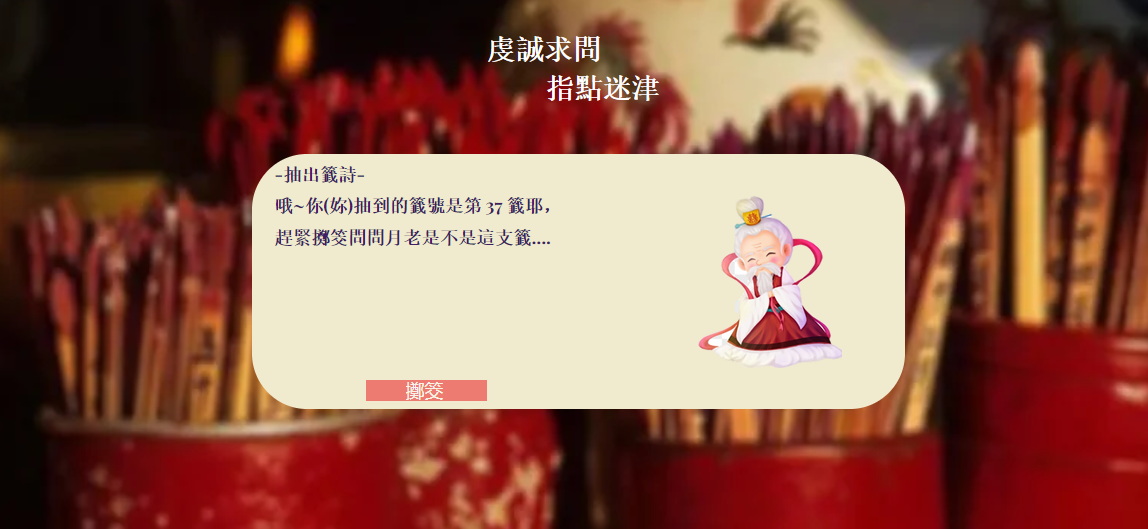 虔誠求問
指點迷津
-抽出籤詩-
哦~你(妳)抽到的籤號是第 37 籤耶，
趕緊擲筊問問月老是不是這支籤....
擲筊